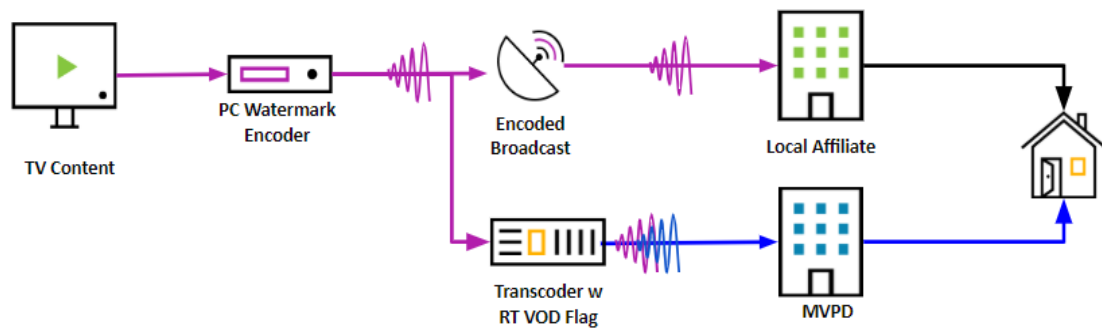 TV Content
PC Watermark
Encoder
Encoded
Broadcast
Local Affiliate
Transcoder w
RT VOD Flag
MVPD